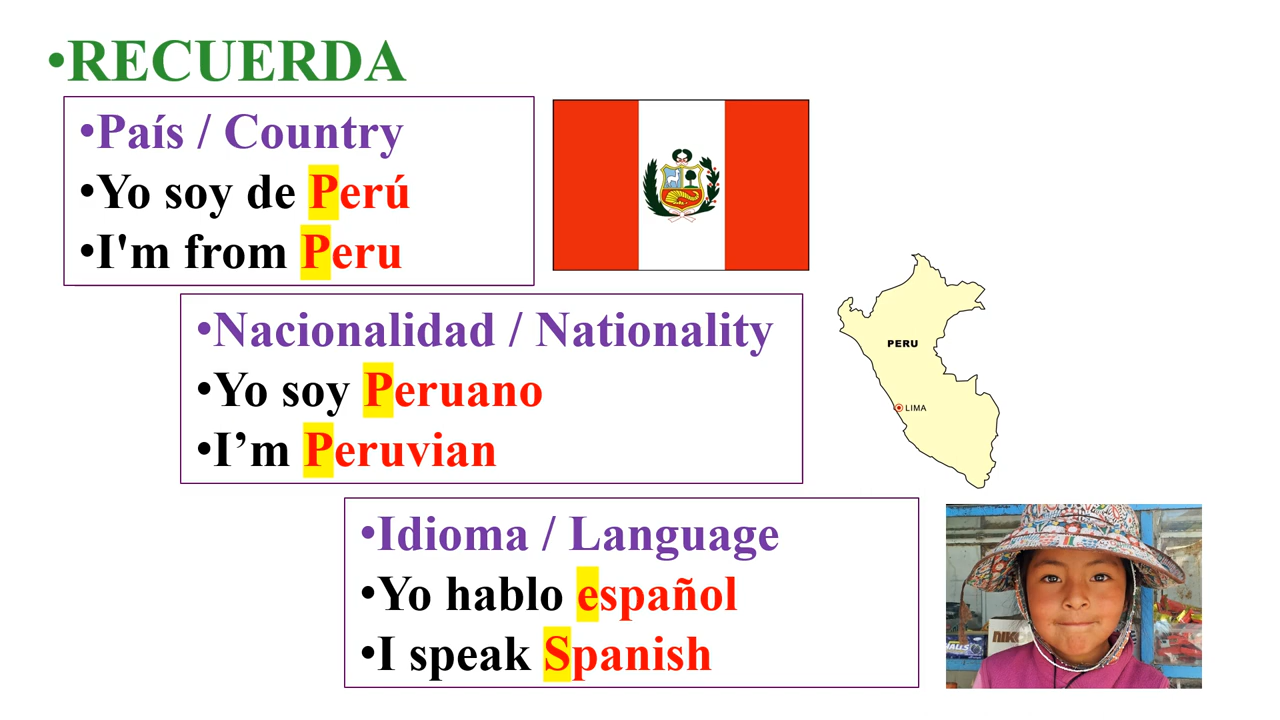 •RECUERDA
•País / Country
•Yo soy de Perú
•I'm from Peru
•Nacionalidad / Nationality
•Yo soy Peruano
•I’m Peruvian
PERU
LIMA
•Idioma / Language
•Yo hablo español
•I speak Spanish